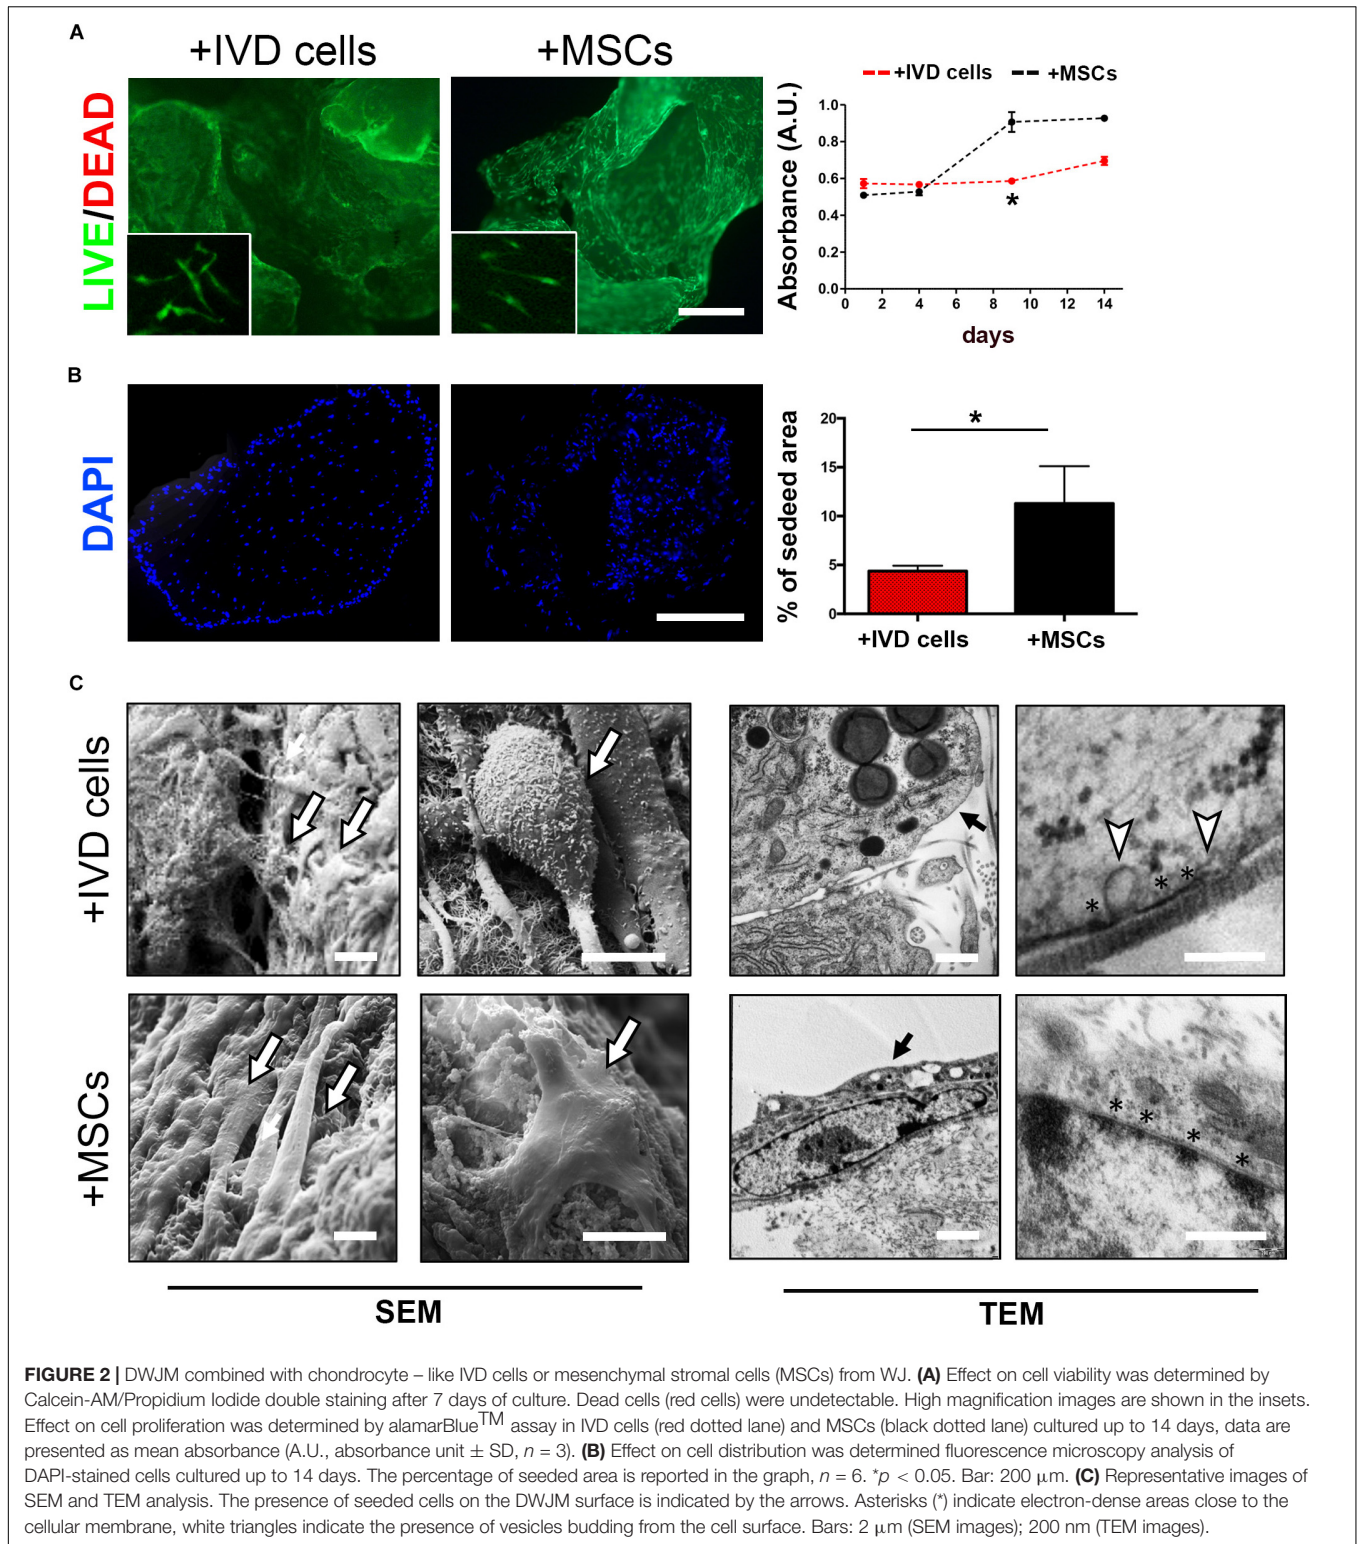 A
+IVD cells
+MSCs
LIVE/DEAD
+IVD cells +MSCs
Absorbance (A.U.)
1.0
0.8
0.6
0.4
0.2
0.0
*
0 2 4 6 8 10 12 14
days
B
DAPI
% of seeded area
20
15
10
5
0
*
+IVD cells +MSCs
C
+IVD cells
* * *
+MSCs
* * * *
SEM
TEM
FIGURE 2 | DWJM combined with chondrocyte – like IVD cells or mesenchymal stromal cells (MSCs) from WJ. (A) Effect on cell viability was determined by
Calcein-AM/Propidium Iodide double staining after 7 days of culture. Dead cells (red cells) were undetectable. High magnification images are shown in the insets.
Effect on cell proliferation was determined by alamarBlue™ assay in IVD cells (red dotted lane) and MSCs (black dotted lane) cultured up to 14 days, data are
presented as mean absorbance (A.U., absorbance unit ± SD, n = 3). (B) Effect on cell distribution was determined fluorescence microscopy analysis of
DAPI-stained cells cultured up to 14 days. The percentage of seeded area is reported in the graph, n = 6. *p < 0.05. Bar: 200 μm. (C) Representative images of
SEM and TEM analysis. The presence of seeded cells on the DWJM surface is indicated by the arrows. Asterisks (*) indicate electron-dense areas close to the
cellular membrane, white triangles indicate the presence of vesicles budding from the cell surface. Bars: 2 μm (SEM images); 200 nm (TEM images).